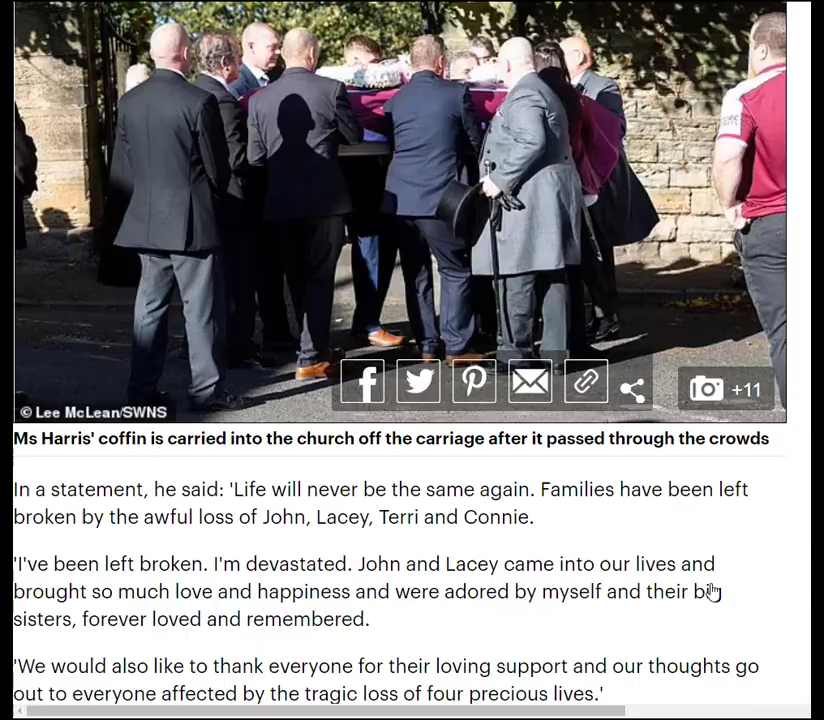 +11
© Lee McLean/SWNS
Ms Harris' coffin is carried into the church off the carriage after it passed through the crowds
In a statement, he said: 'Life will never be the same again. Families have been left
broken by the awful loss of John, Lacey, Terri and Connie.
'I've been left broken. I'm devastated. John and Lacey came into our lives and
brought so much love and happiness and were adored by myself and their
sisters, forever loved and remembered.
'We would also like to thank everyone for their loving support and our thoughts go
out to everyone affected by the tragic loss of four precious lives.'